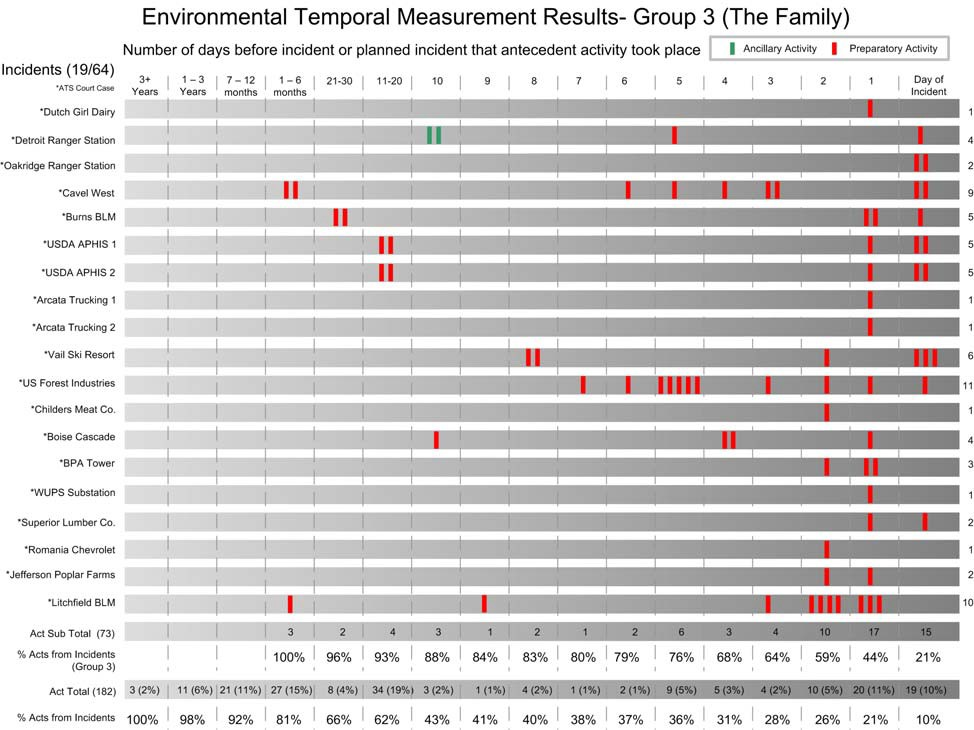 Environmental Temporal Measurement Results- Group 3 (The Family)
Number of days before incident or planned incident that antecedent activity took place
Ancillary Activity Preparatory Activity
Incidents (19/64)
*ATS Court Case
3+ Years 1 – 3 Years 7 – 12 months 1 – 6 months 21-30 11-20 10 9 8 7 6 5 4 3 2 1 Day of Incident
*Dutch Girl Dairy 1
*Detroit Ranger Station 4
*Oakridge Ranger Station 2
*Cavel West 9
*Burns BLM 5
*USDA APHIS 1 5
*USDA APHIS 2 5
*Arcata Trucking 1 1
*Arcata Trucking 2 1
*Vail Ski Resort 6
*US Forest Industries 11
*Childers Meat Co. 1
*Boise Cascade 4
*BPA Tower 3
*WUPS Substation 1
*Superior Lumber Co. 2
*Romania Chevrolet 1
*Jefferson Poplar Farms 2
*Litchfield BLM 10
Act Sub Total (73) 3 2 4 3 1 2 1 2 6 3 4 10 17 15
% Acts from Incidents (Group 3) 100% 96% 93% 88% 84% 83% 80% 79% 76% 68% 64% 59% 44% 21%
Act Total (182) 3 (2%) 11 (6%) 21 (11%) 27 (15%) 8 (4%) 34 (19%) 3 (2%) 1 (1%) 4 (2%) 1 (1%) 2 (1%) 9 (5%) 5 (3%) 4 (2%) 10 (5%) 20 (11%) 19 (10%)
% Acts from Incidents 100% 98% 92% 81% 66% 62% 43% 41% 40% 38% 37% 36% 31% 28% 26% 21% 10%